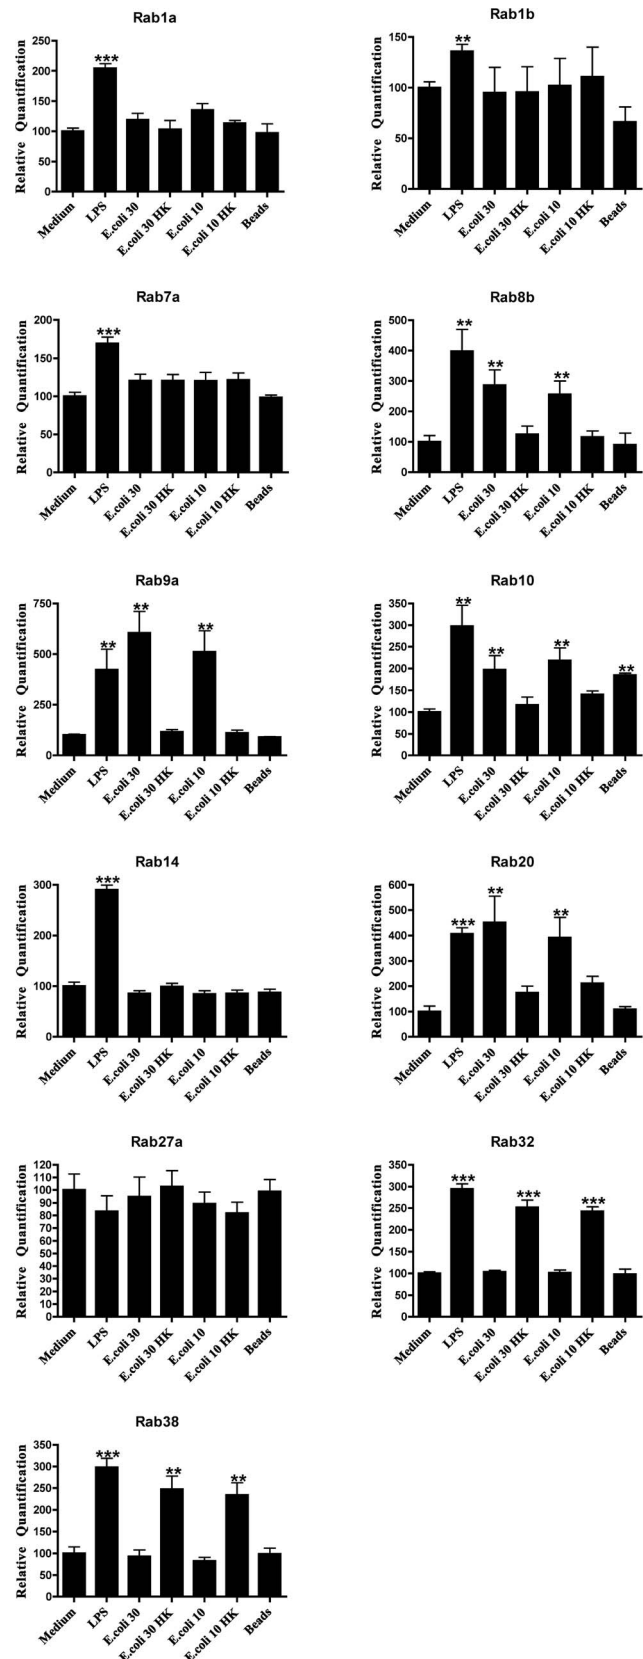 Rab1a
Relative Quantification
250
200
150
100
50
0
***
Medium
LPS
E.coli 30
E.coli 30 HK
E.coli 10
E.coli 10 HK
Beads
Rab1b
Relative Quantification
150
100
50
0
**
Medium
LPS
E.coli 30
E.coli 30 HK
E.coli 10
E.coli 10 HK
Beads
Rab7a
Relative Quantification
200
150
100
50
0
***
Medium
LPS
E.coli 30
E.coli 30 HK
E.coli 10
E.coli 10 HK
Beads
Rab8b
Relative Quantification
500
400
300
200
100
0
**
**
**
Medium
LPS
E.coli 30
E.coli 30 HK
E.coli 10
E.coli 10 HK
Beads
Rab9a
Relative Quantification
750
500
250
0
**
**
**
Medium
LPS
E.coli 30
E.coli 30 HK
E.coli 10
E.coli 10 HK
Beads
Rab10
Relative Quantification
350
300
250
200
150
100
50
0
**
**
**
**
Medium
LPS
E.coli 30
E.coli 30 HK
E.coli 10
E.coli 10 HK
Beads
Rab14
Relative Quantification
300
200
100
0
***
Medium
LPS
E.coli 30
E.coli 30 HK
E.coli 10
E.coli 10 HK
Beads
Rab20
Relative Quantification
600
500
400
300
200
100
0
***
**
**
Medium
LPS
E.coli 30
E.coli 30 HK
E.coli 10
E.coli 10 HK
Beads
Rab27a
Relative Quantification
120
110
100
90
80
70
60
50
40
30
20
10
0
Medium
LPS
E.coli 30
E.coli 30 HK
E.coli 10
E.coli 10 HK
Beads
Rab32
Relative Quantification
350
300
250
200
150
100
50
0
***
***
***
Medium
LPS
E.coli 30
E.coli 30 HK
E.coli 10
E.coli 10 HK
Beads
Rab38
Relative Quantification
350
300
250
200
150
100
50
0
***
**
**
Medium
LPS
E.coli 30
E.coli 30 HK
E.coli 10
E.coli 10 HK
Beads